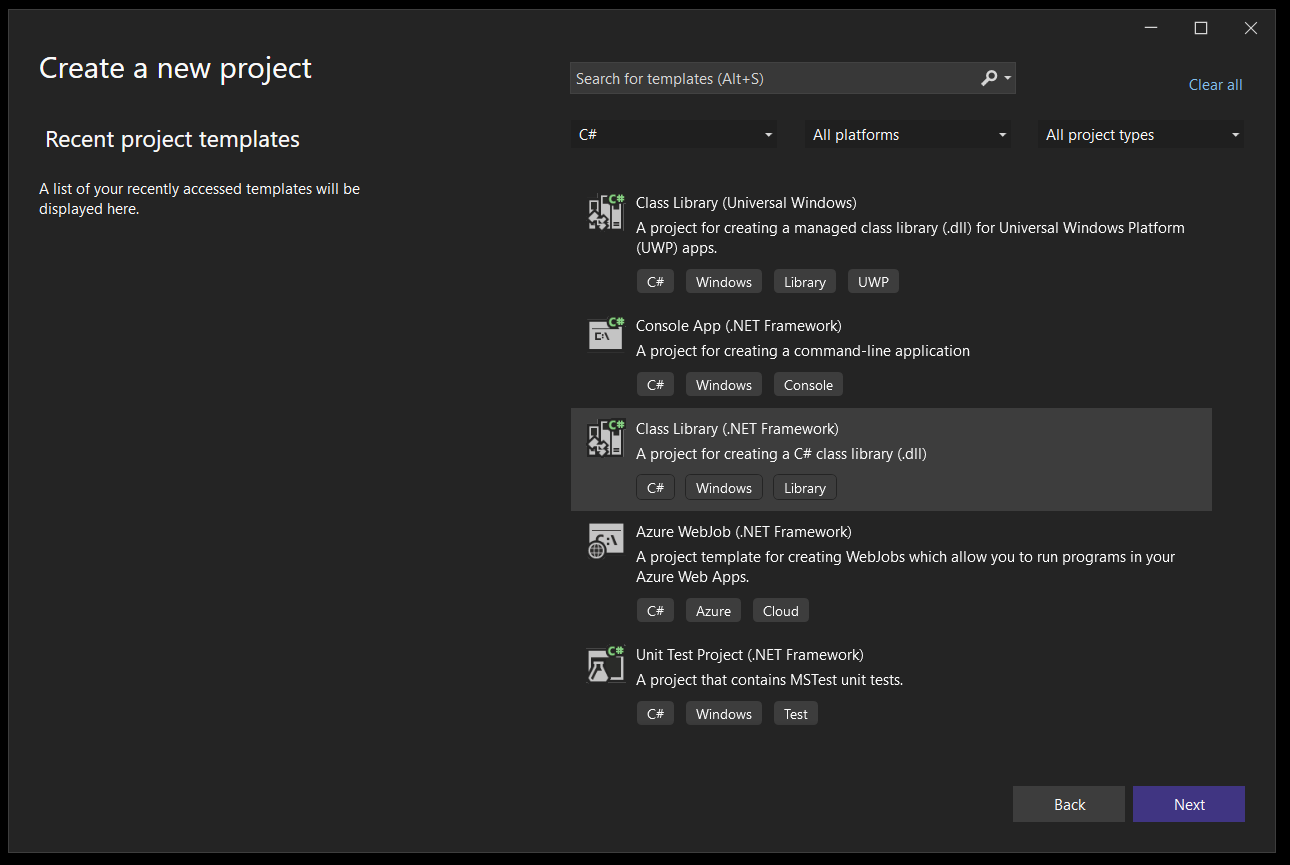 Create a new project
Search for templates (Alt+S)
Clear all
Recent project templates
A list of your recently accessed templates will be
displayed here.
C#
All platforms
All project types
C#
Class Library (Universal Windows)
A project for creating a managed class library (.dll) for Universal Windows Platform
(UWP) apps.
C# Windows Library UWP
C#
C:\
Console App (.NET Framework)
A project for creating a command-line application
C# Windows Console
C#
Class Library (.NET Framework)
A project for creating a C# class library (.dll)
C# Windows Library
Azure WebJob (.NET Framework)
A project template for creating WebJobs which allow you to run programs in your
Azure Web Apps.
C# Azure Cloud
C#
Unit Test Project (.NET Framework)
A project that contains MSTest unit tests.
C# Windows Test
Back
Next